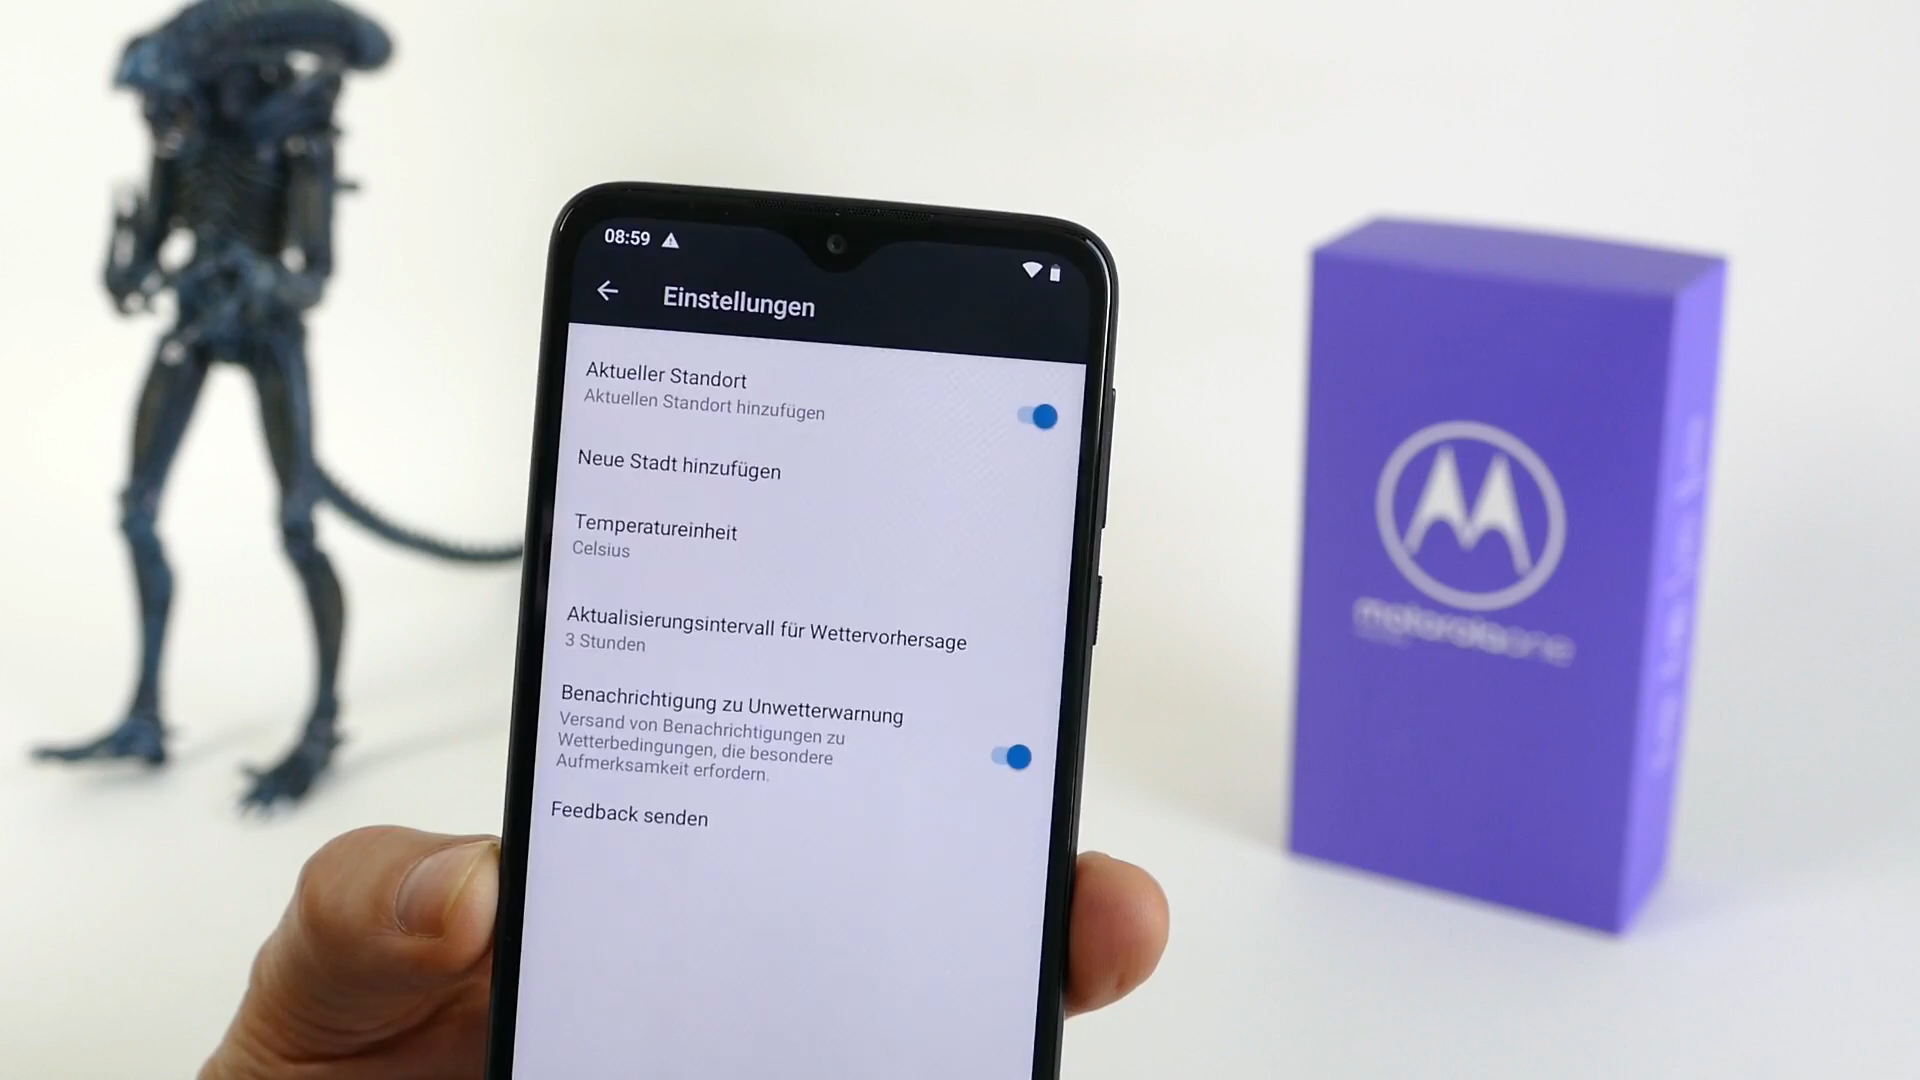 08:59
Einstellungen
Aktueller Standort
Aktuellen Standort hinzufügen
Neue Stadt hinzufügen
Temperatureinheit
Celsius
Aktualisierungsintervall für Wettervorhersage
3 Stunden
Benachrichtigung zu Unwetterwarnung
Versand von Benachrichtigungen zu
Wetterbedingungen, die besondere
Aufmerksamkeit erfordern.
Feedback senden
motorola one